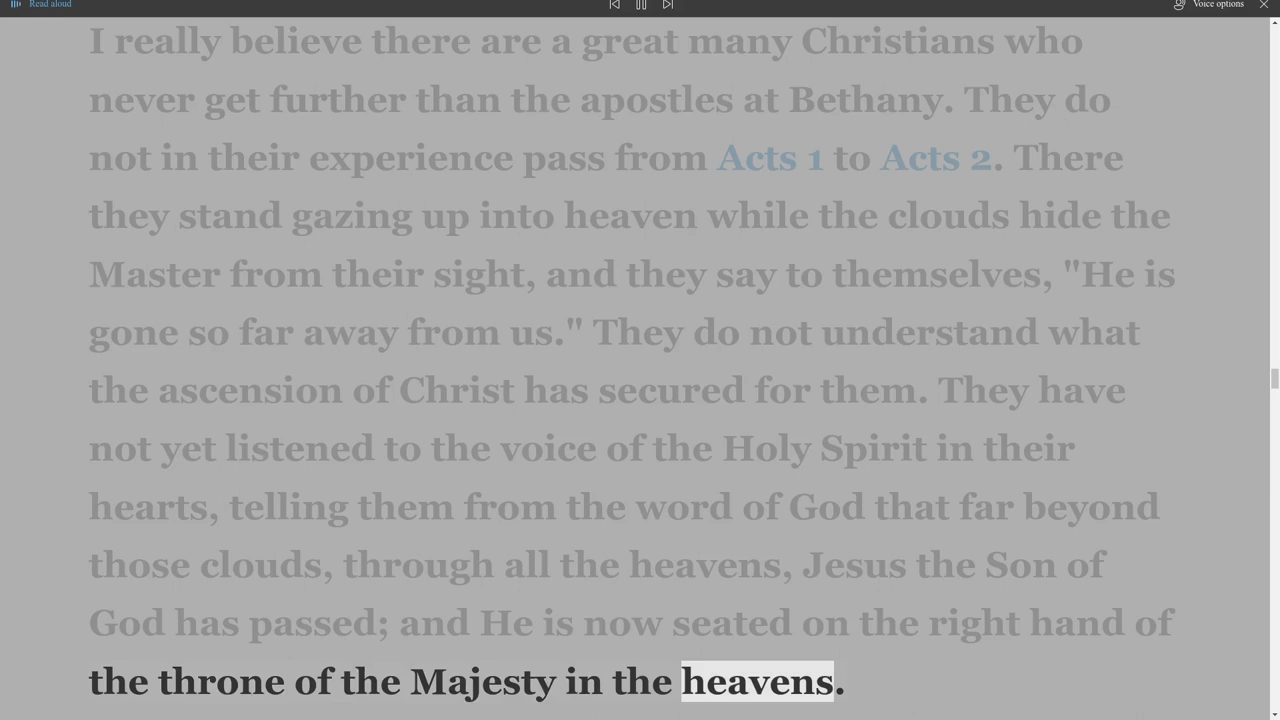 Read aloud
Voice options
I really believe there are a great many Christians who
never get further than the apostles at Bethany. They do
not in their experience pass from Acts 1 to Acts 2. There
they stand gazing up into heaven while the clouds hide the
Master from their sight, and they say to themselves, "He is
gone so far away from us." They do not understand what
the ascension of Christ has secured for them. They have
not yet listened to the voice of the Holy Spirit in their
hearts, telling them from the word of God that far beyond
those clouds, through all the heavens, Jesus the Son of
God has passed; and He is now seated on the right hand of
the throne of the Majesty in the heavens.